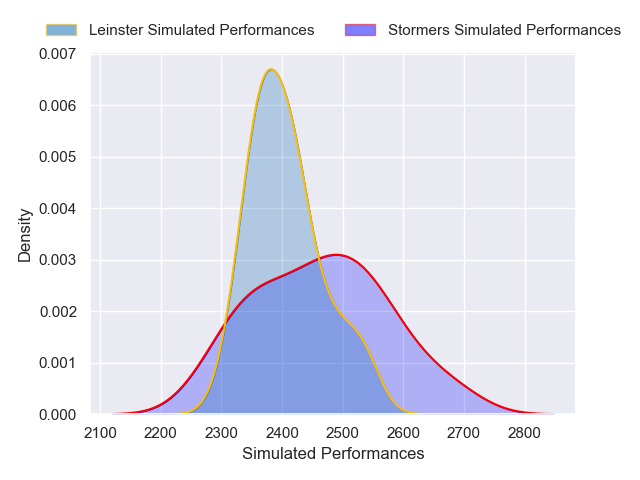 Leinster Simulated Performances
Stormers Simulated Performances
0.007
0.006
0.005
0.004
0.003
0.002
0.001
0.000
Density
2100 2200 2300 2400 2500 2600 2700 2800
Simulated Performances